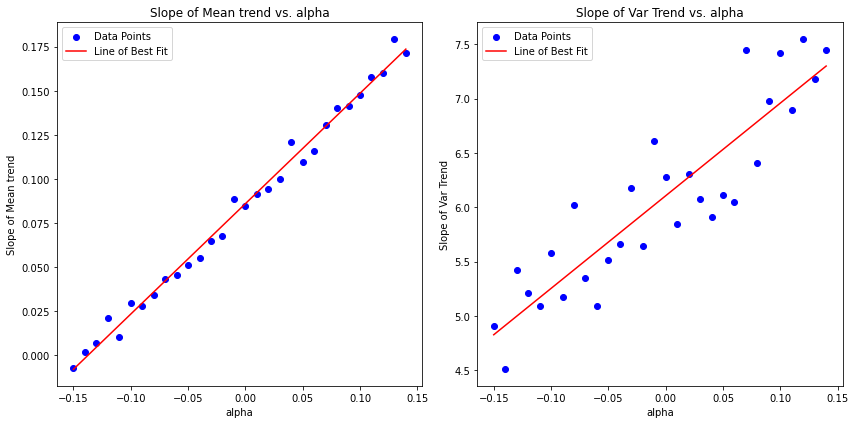 Slope of Mean trend vs. alpha
Data Points
Line of Best Fit
Slope of Mean trend
0.175
0.150
0.125
0.100
0.075
0.050
0.025
0.000
−0.15
−0.10
−0.05
0.00
0.05
0.10
0.15
alpha
Slope of Var Trend vs. alpha
Data Points
Line of Best Fit
Slope of Var Trend
7.5
7.0
6.5
6.0
5.5
5.0
4.5
−0.15
−0.10
−0.05
0.00
0.05
0.10
0.15
alpha